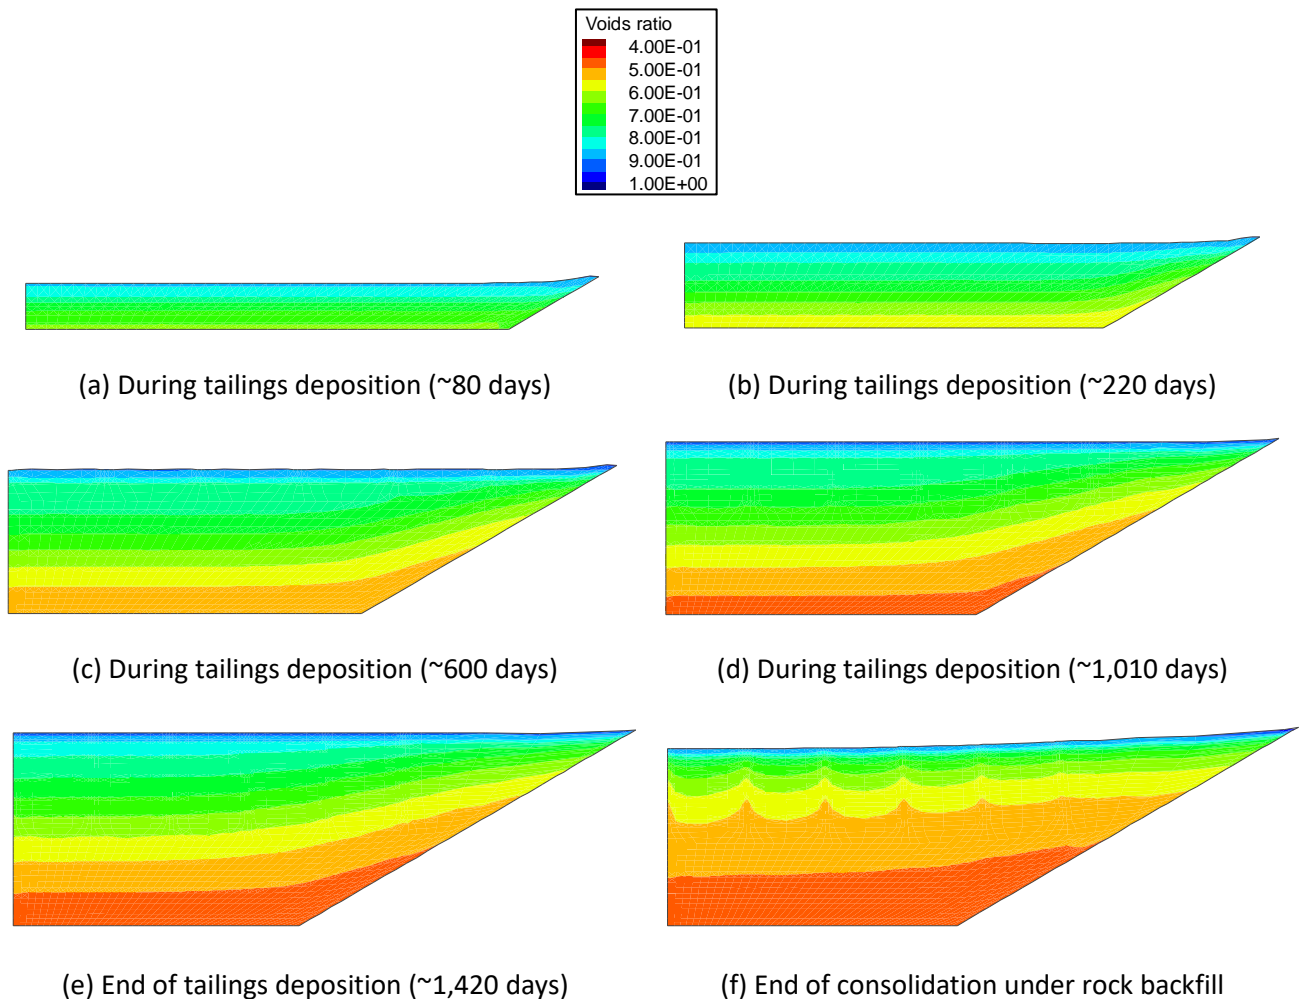 Voids ratio
4.00E-01
5.00E-01
6.00E-01
7.00E-01
8.00E-01
9.00E-01
1.00E+00
(a) During tailings deposition (~80 days)
(b) During tailings deposition (~220 days)
(c) During tailings deposition (~600 days)
(d) During tailings deposition (~1,010 days)
(e) End of tailings deposition (~1,420 days)
(f) End of consolidation under rock backfill